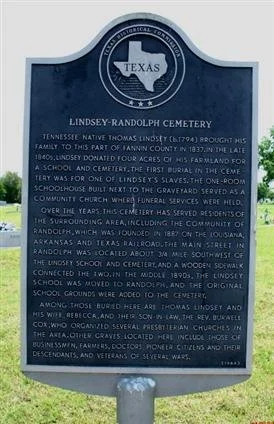 TEXAS HISTORICAL COMMISSION
TEXAS
LINDSEY-RANDOLPH CEMETERY
TENNESSEE NATIVE THOMAS LINDSEY (B.1794) BROUGHT HIS
FAMILY TO THIS PART OF FANNIN COUNTY IN 1837. IN THE LATE
1840s, LINDSEY DONATED FOUR ACRES OF HIS FARMLAND FOR
A SCHOOL AND CEMETERY. THE FIRST BURIAL IN THE CEME-
TERY WAS FOR ONE OF LINDSEY'S SLAVES. THE ONE-ROOM
SCHOOLHOUSE BUILT NEXT TO THE GRAVEYARD SERVED AS A
COMMUNITY CHURCH WHERE FUNERAL SERVICES WERE HELD.
OVER THE YEARS THIS CEMETERY HAS SERVED RESIDENTS OF
THE SURROUNDING AREA, INCLUDING THE COMMUNITY OF
RANDOLPH, WHICH WAS FOUNDED IN 1887 ON THE LOUISIANA,
ARKANSAS AND TEXAS RAILROAD. THE MAIN STREET IN
RANDOLPH WAS LOCATED ABOUT 3/4 MILE SOUTHWEST OF
THE LINDSEY SCHOOL AND CEMETERY, AND A WOODEN SIDEWALK
CONNECTED THE TWO. IN THE MIDDLE 1890s, THE LINDSEY
SCHOOL WAS MOVED TO RANDOLPH, AND THE ORIGINAL
SCHOOL GROUNDS WERE ADDED TO THE CEMETERY.
AMONG THOSE BURIED HERE ARE THOMAS LINDSEY AND
HIS WIFE, REBECCA, AND THEIR SON-IN-LAW, THE REV. BURWELL
COX, WHO ORGANIZED SEVERAL PRESBYTERIAN CHURCHES IN
THE AREA. OTHER GRAVES LOCATED HERE INCLUDE THOSE OF
BUSINESSMEN, FARMERS, DOCTORS, PIONEER CITIZENS AND THEIR
DESCENDANTS, AND VETERANS OF SEVERAL WARS.